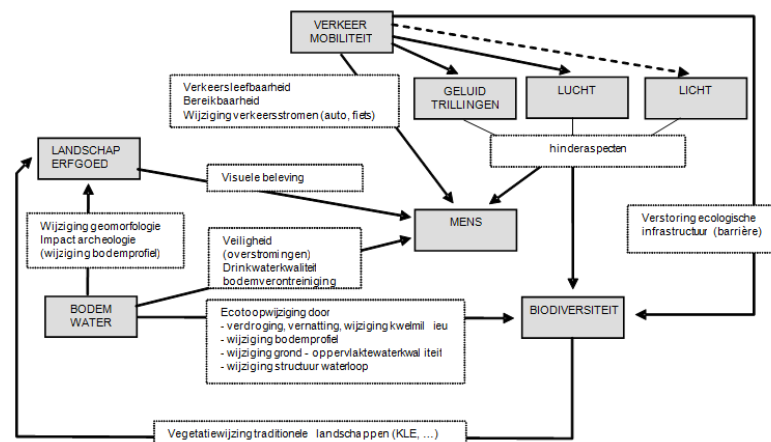 VERKEER
MOBILITEIT
GELUID
TRILLINGEN
LUCHT
LICHT
Verkeersleefbaarheid
Bereikbaarheid
Wijziging verkeersstromen (auto, fiets)
hinderaspecten
LANDSCHAP
ERFGOED
Visuele beleving
MENS
Wijziging geomorfologie
Impact archeologie
(wijziging bodemprofiel)
Veiligheid
(overstromingen)
Drinkwaterkwaliteit
bodemverontreiniging
Verstoring ecologische
infrastructuur (barrière)
BODEM
WATER
Ecotoopwijziging door
- verdroging, vernatting, wijziging kwelmil ieu
- wijziging bodemprofiel
- wijziging grond - oppervlaktewaterkwal iteit
- wijziging structuur waterloop
BIODIVERSITEIT
Vegetatiewijzing traditionele landschappen (KLE, ...)